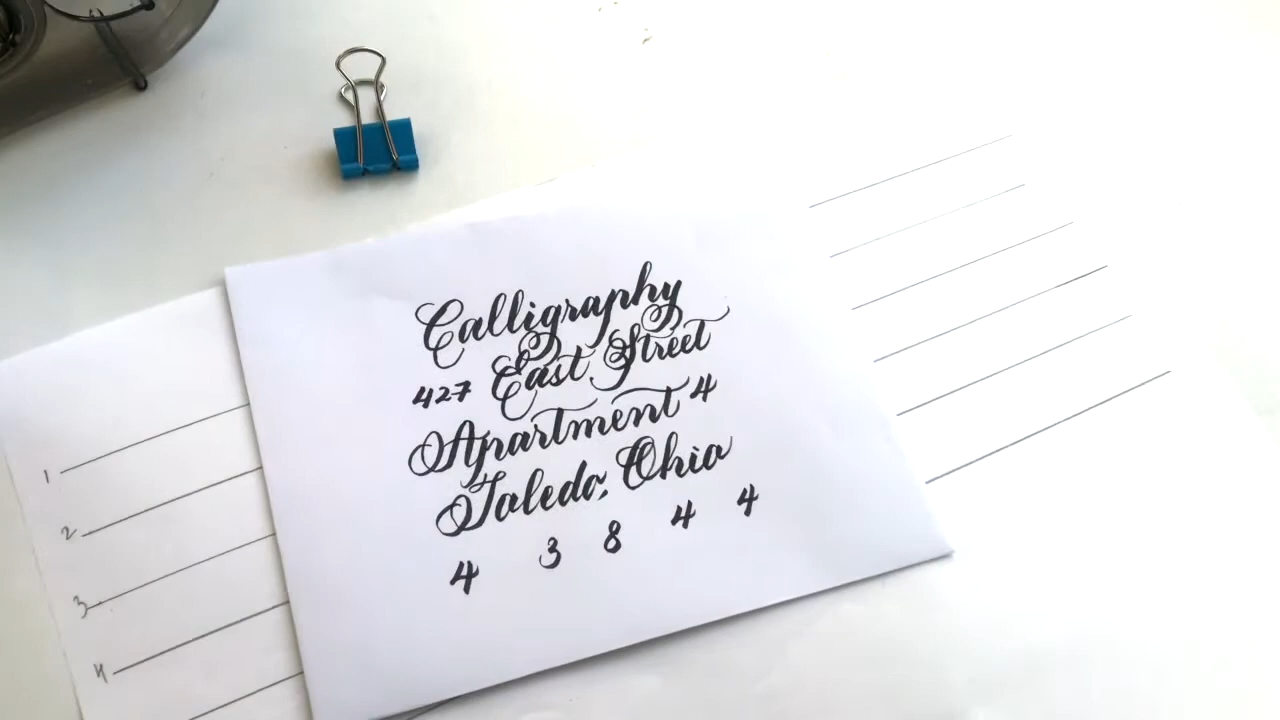 Calligraphy
427 East Street
Apartment 4
Toledo, Ohio
4 3 8 4 4
1
2
3
4